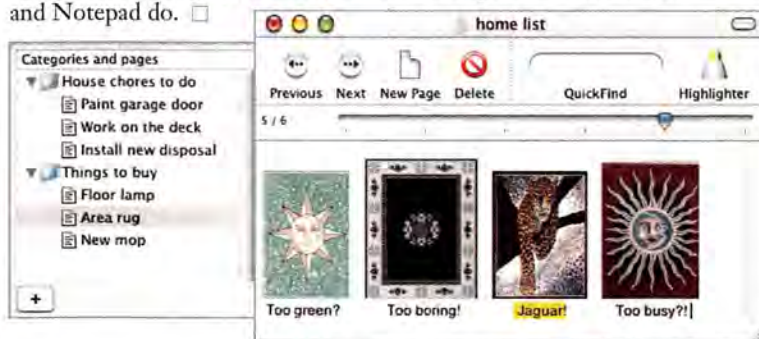 and Notepad do.
Categories and pages
House chores to do
Paint garage door
Work on the deck
Install new disposal
Things to buy
Floor lamp
Area rug
New mop
+
home list
Previous Next New Page Delete QuickFind Highlighter
5 / 6
Too green? Too boring! Jaguar! Too busy?!